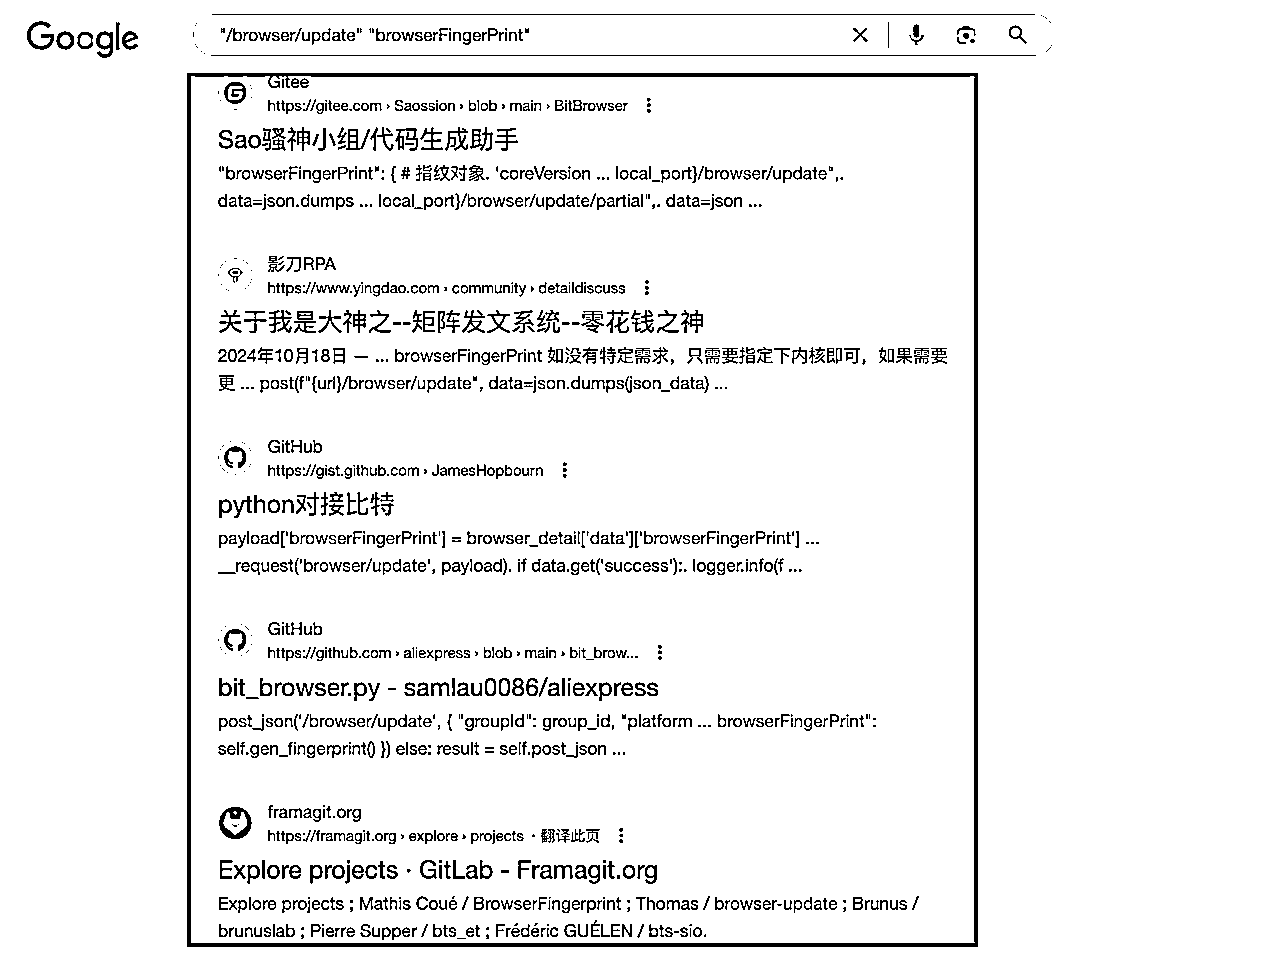 Google
"/browser/update" "browserFingerPrint"
Gitee
https://gitee.com › Saossion › blob › main › BitBrowser
Sao骚神小组/代码生成助手
"browserFingerPrint": { # 指纹对象. 'coreVersion ... local_port}/browser/update",.
data=json.dumps ... local_port}/browser/update/partial",. data=json ...
影刀RPA
https://www.yingdao.com › community › detaildiscuss
关于我是大神之--矩阵发文系统--零花钱之神
2024年10月18日 — ... browserFingerPrint 如没有特定需求，只需要指定下内核即可，如果需要
更 ... post(f"{url}/browser/update", data=json.dumps(json_data) ...
GitHub
https://gist.github.com › JamesHopbourn
python对接比特
payload['browserFingerPrint'] = browser_detail['data']['browserFingerPrint'] ...
__request('browser/update', payload). if data.get('success'):. logger.info(f ...
GitHub
https://github.com › aliexpress › blob › main › bit_brow...
bit_browser.py - samlau0086/aliexpress
post_json('/browser/update', { "groupId": group_id, "platform ... browserFingerPrint":
self.gen_fingerprint() }) else: result = self.post_json ...
framagit.org
https://framagit.org › explore › projects · 翻译此页
Explore projects · GitLab - Framagit.org
Explore projects ; Mathis Coué / BrowserFingerprint ; Thomas / browser-update ; Brunus /
brunuslab ; Pierre Supper / bts_et ; Frédéric GUÉLEN / bts-sio.